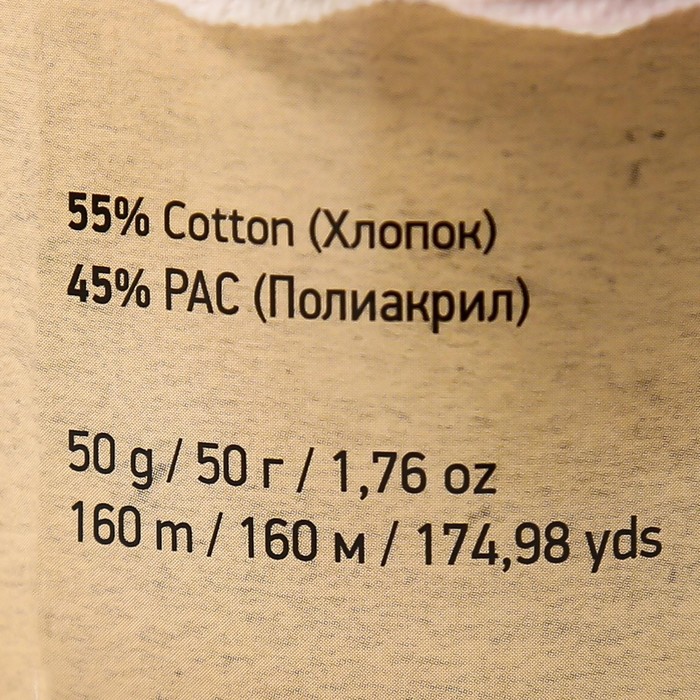 55% Cotton (Хлопок)
45% PAC (Полиакрил)
50 g / 50 г / 1,76 oz
160 m / 160 м / 174,98 yds